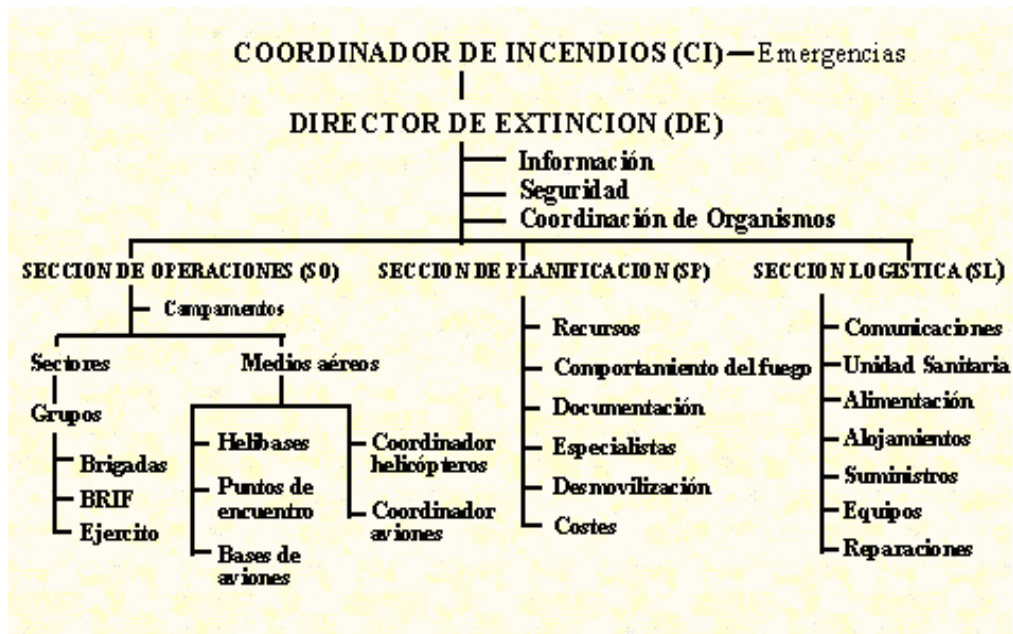 COORDINADOR DE INCENDIOS (CI) — Emergencias
DIRECTOR DE EXTINCION (DE)
Información
Seguridad
Coordinación de Organismos
SECCION DE OPERACIONES (SO)
Campamentos
Sectores
Grupos
Brigadas
BRIF
Ejercito
Medios aéreos
Helibases
Puntos de
encuentro
Bases de
aviones
Coordinador
helicópteros
Coordinador
aviones
SECCION DE PLANIFICACION (SP)
Recursos
Comportamiento del fuego
Documentación
Especialistas
Desmovilización
Costes
SECCION LOGISTICA (SL)
Comunicaciones
Unidad Sanitaria
Alimentación
Alojamientos
Suministros
Equipos
Reparaciones